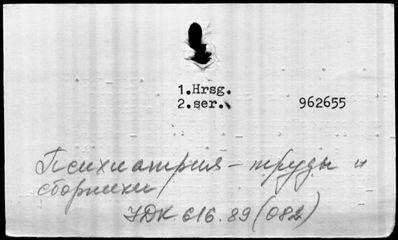 1.Hrsg.
2.ser. 962655
Психиатрия – труды и
сборники
УДК 616.89(082)